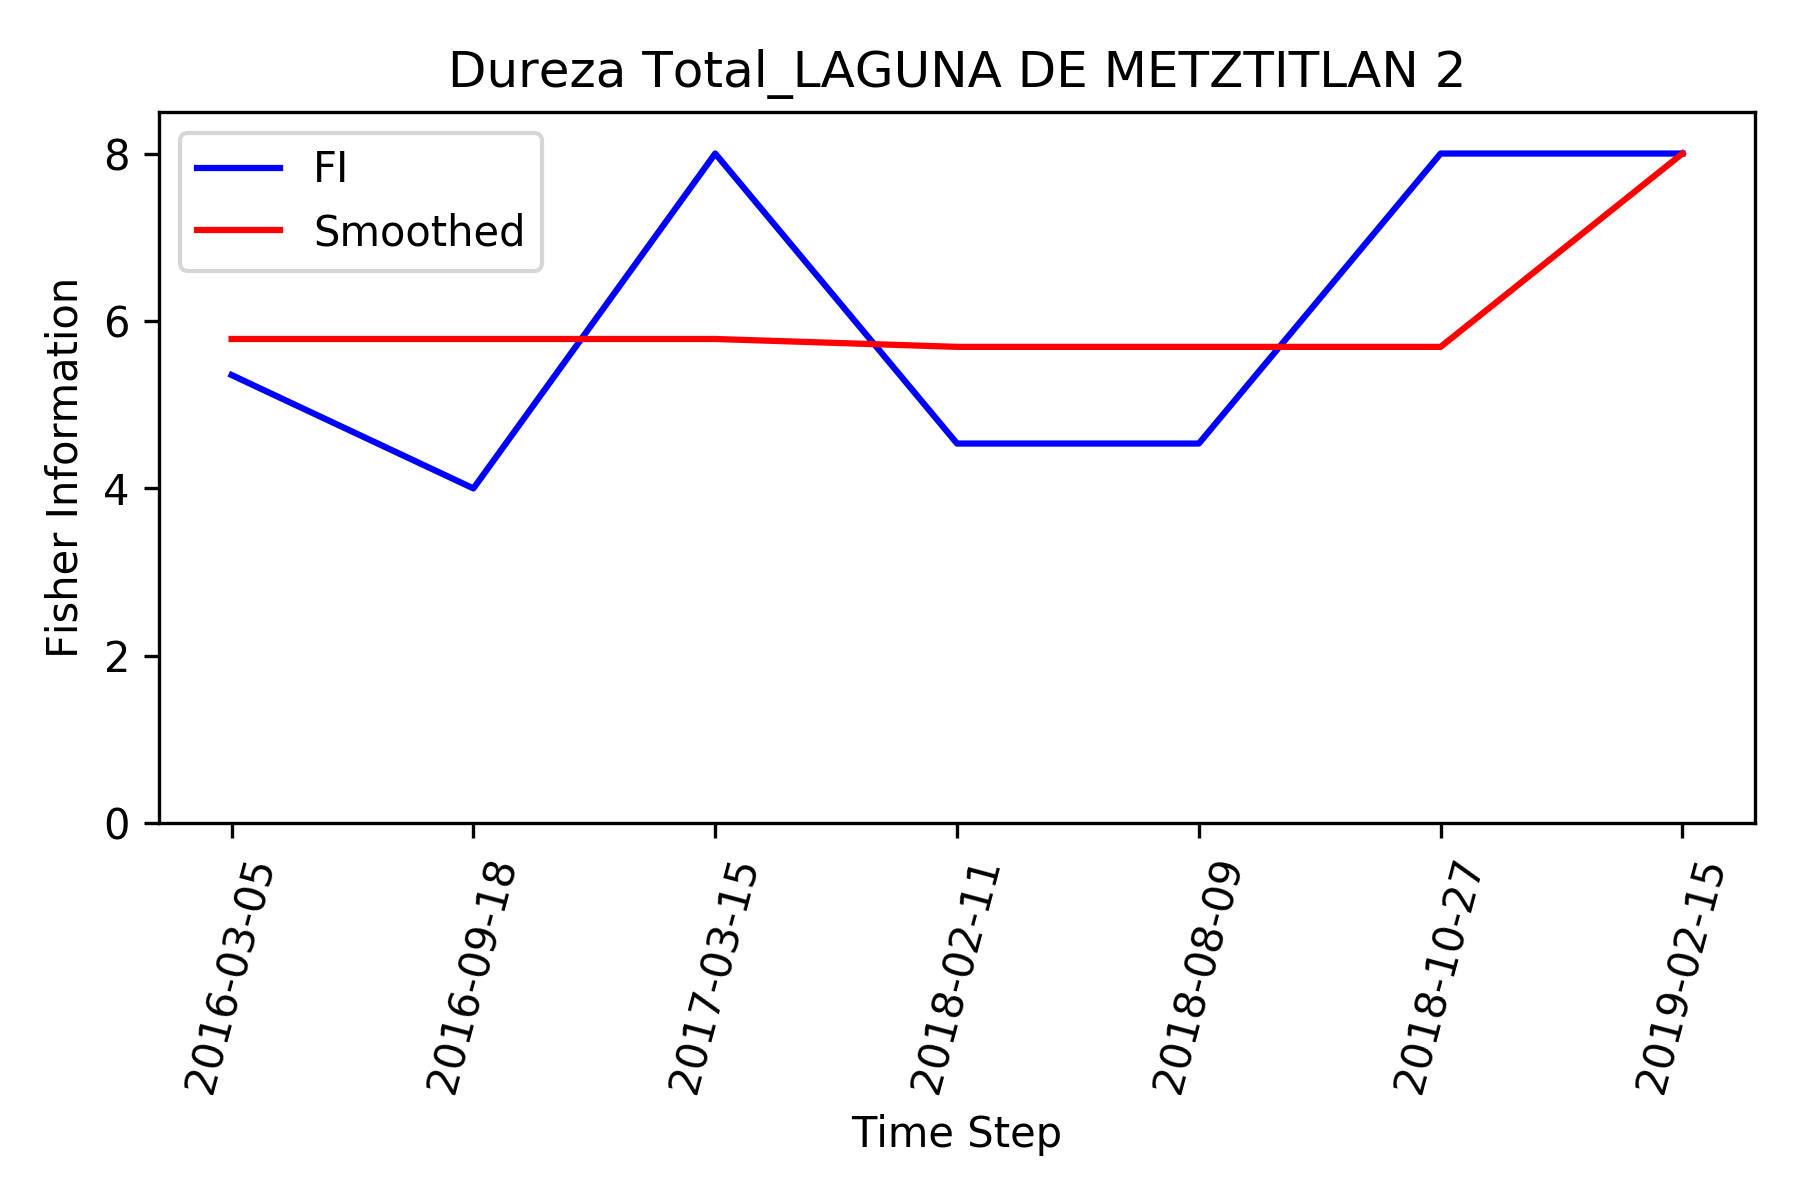 Dureza Total_LAGUNA DE METZTITLAN 2
FI
Smoothed
Fisher Information
8
6
4
2
0
2016-03-05
2016-09-18
2017-03-15
2018-02-11
2018-08-09
2018-10-27
2019-02-15
Time Step